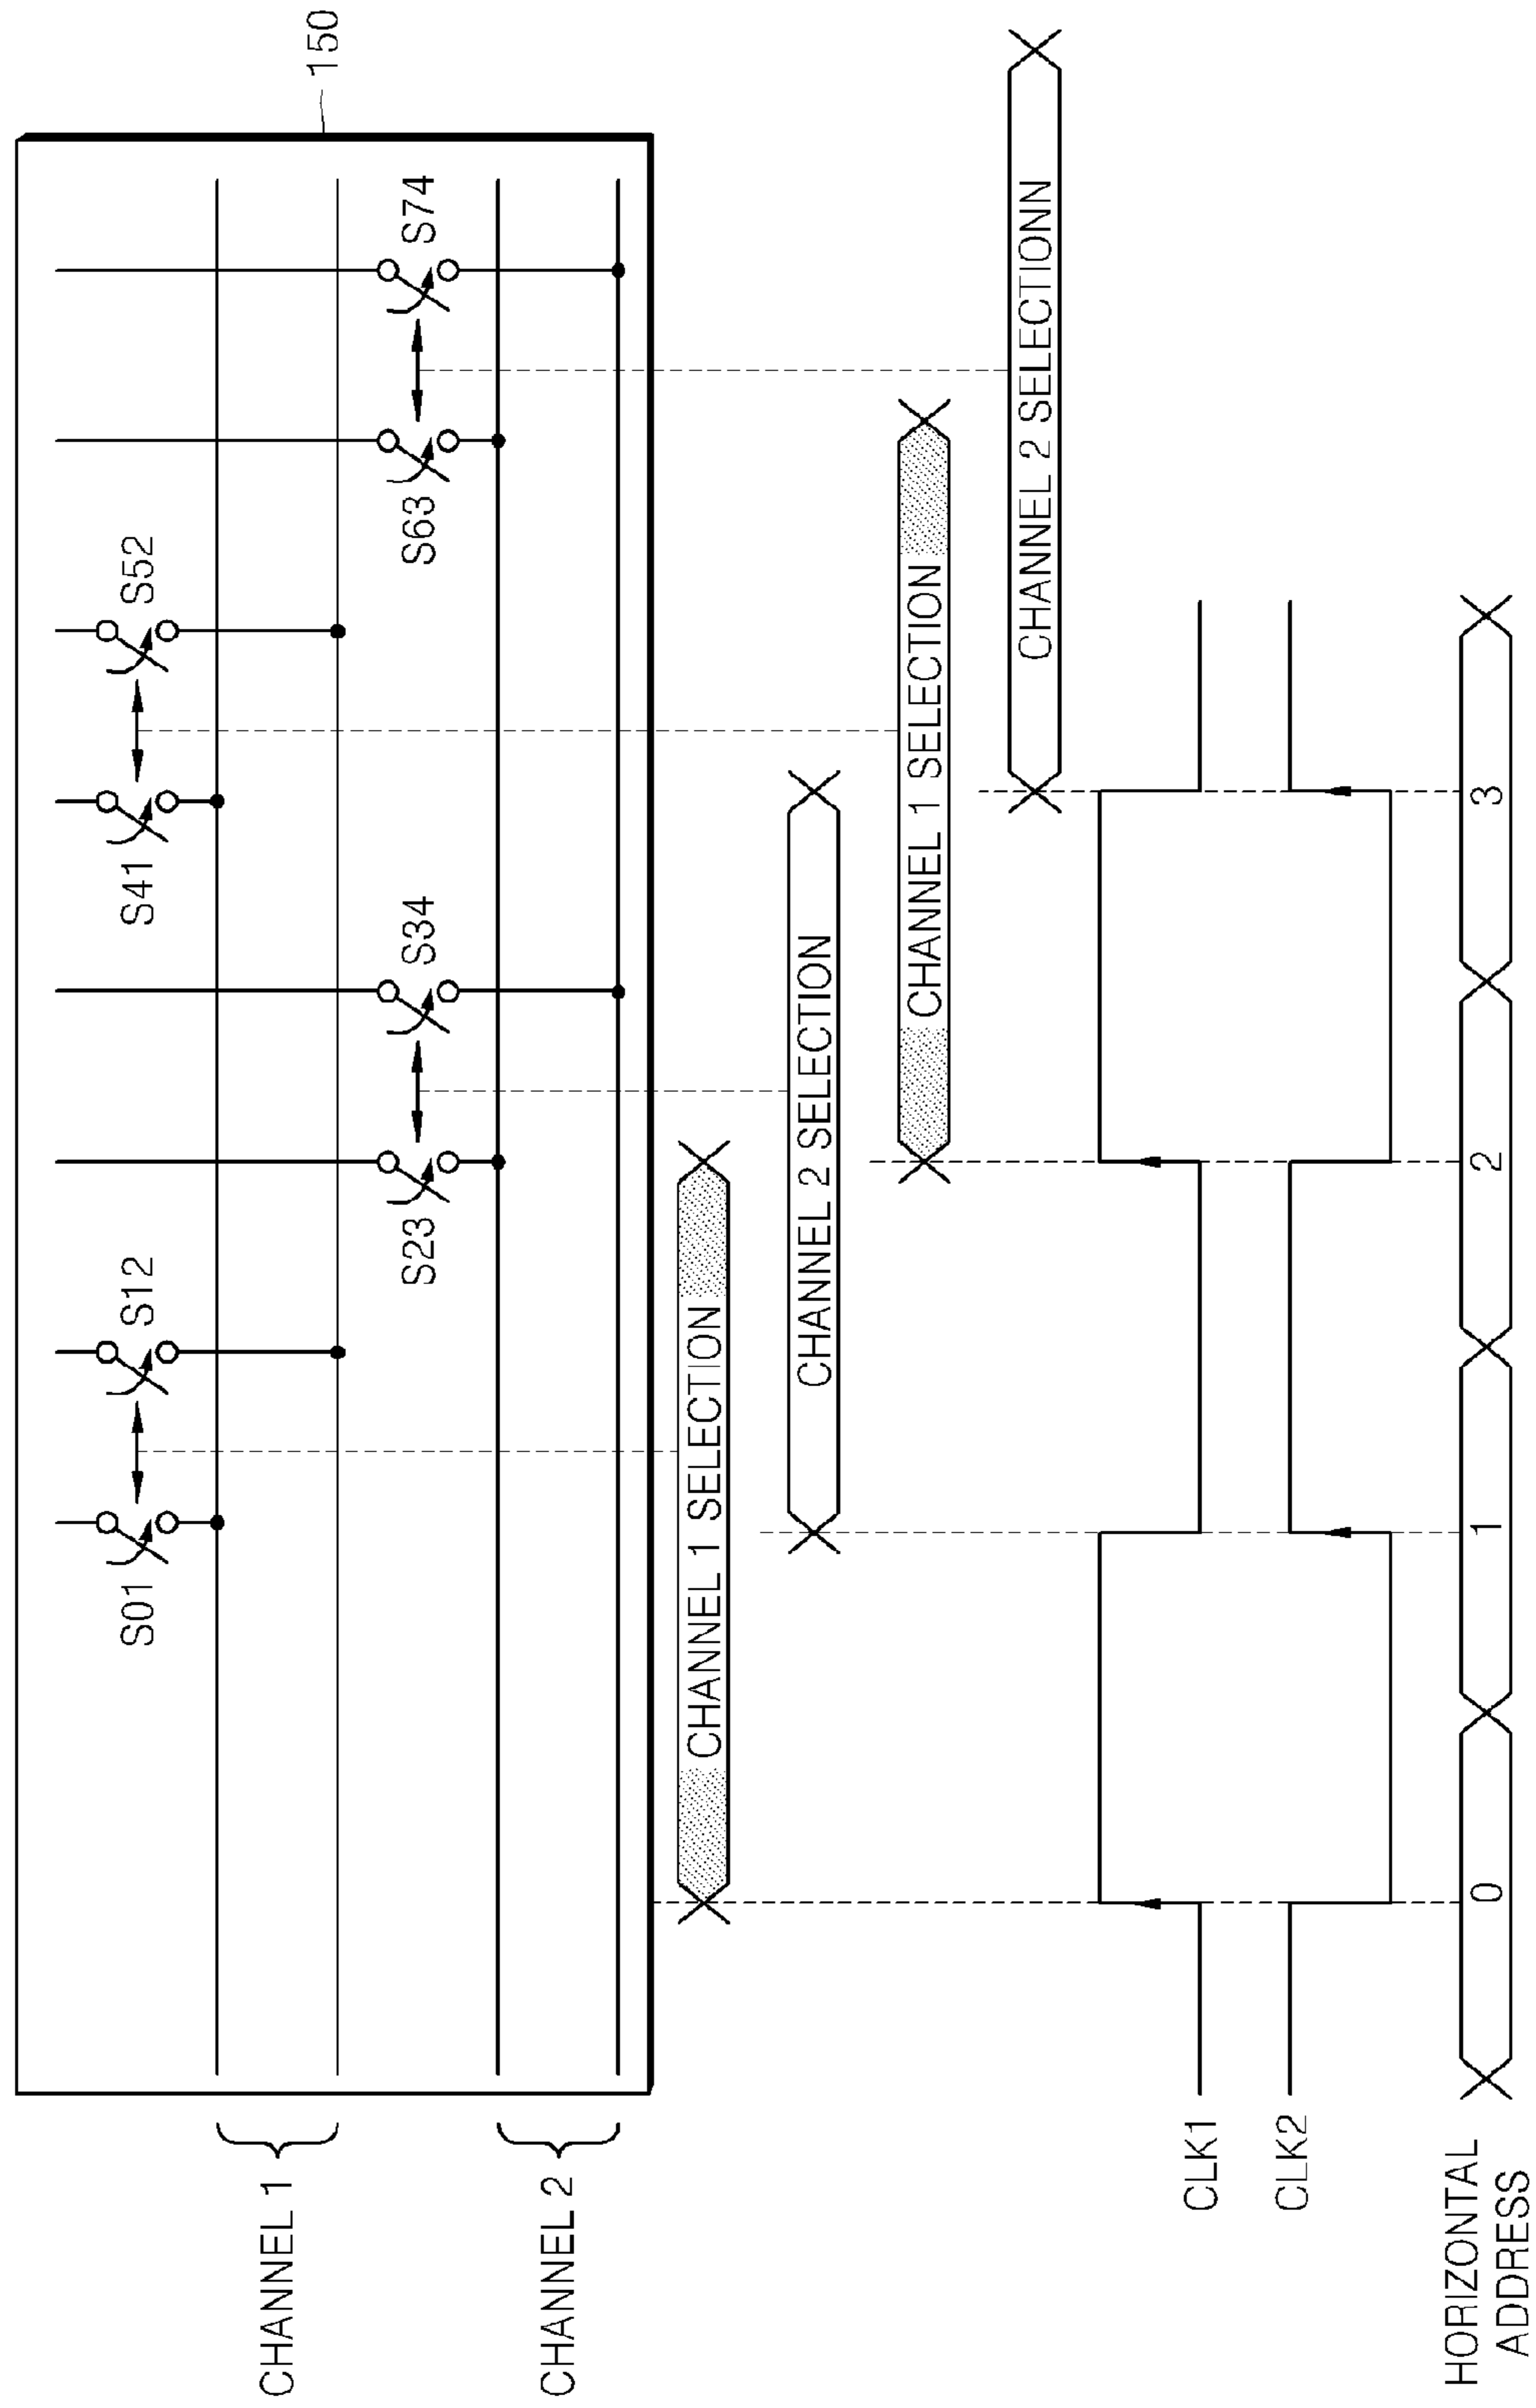 150
S01
S12
S41
S52
S23
S34
S63
S74
CHANNEL 1
CHANNEL 2
CHANNEL 1 SELECTION
CHANNEL 2 SELECTION
CHANNEL 1 SELECTION
CHANNEL 2 SELECTIONN
CLK1
CLK2
HORIZONTAL
ADDRESS
0 1 2 3